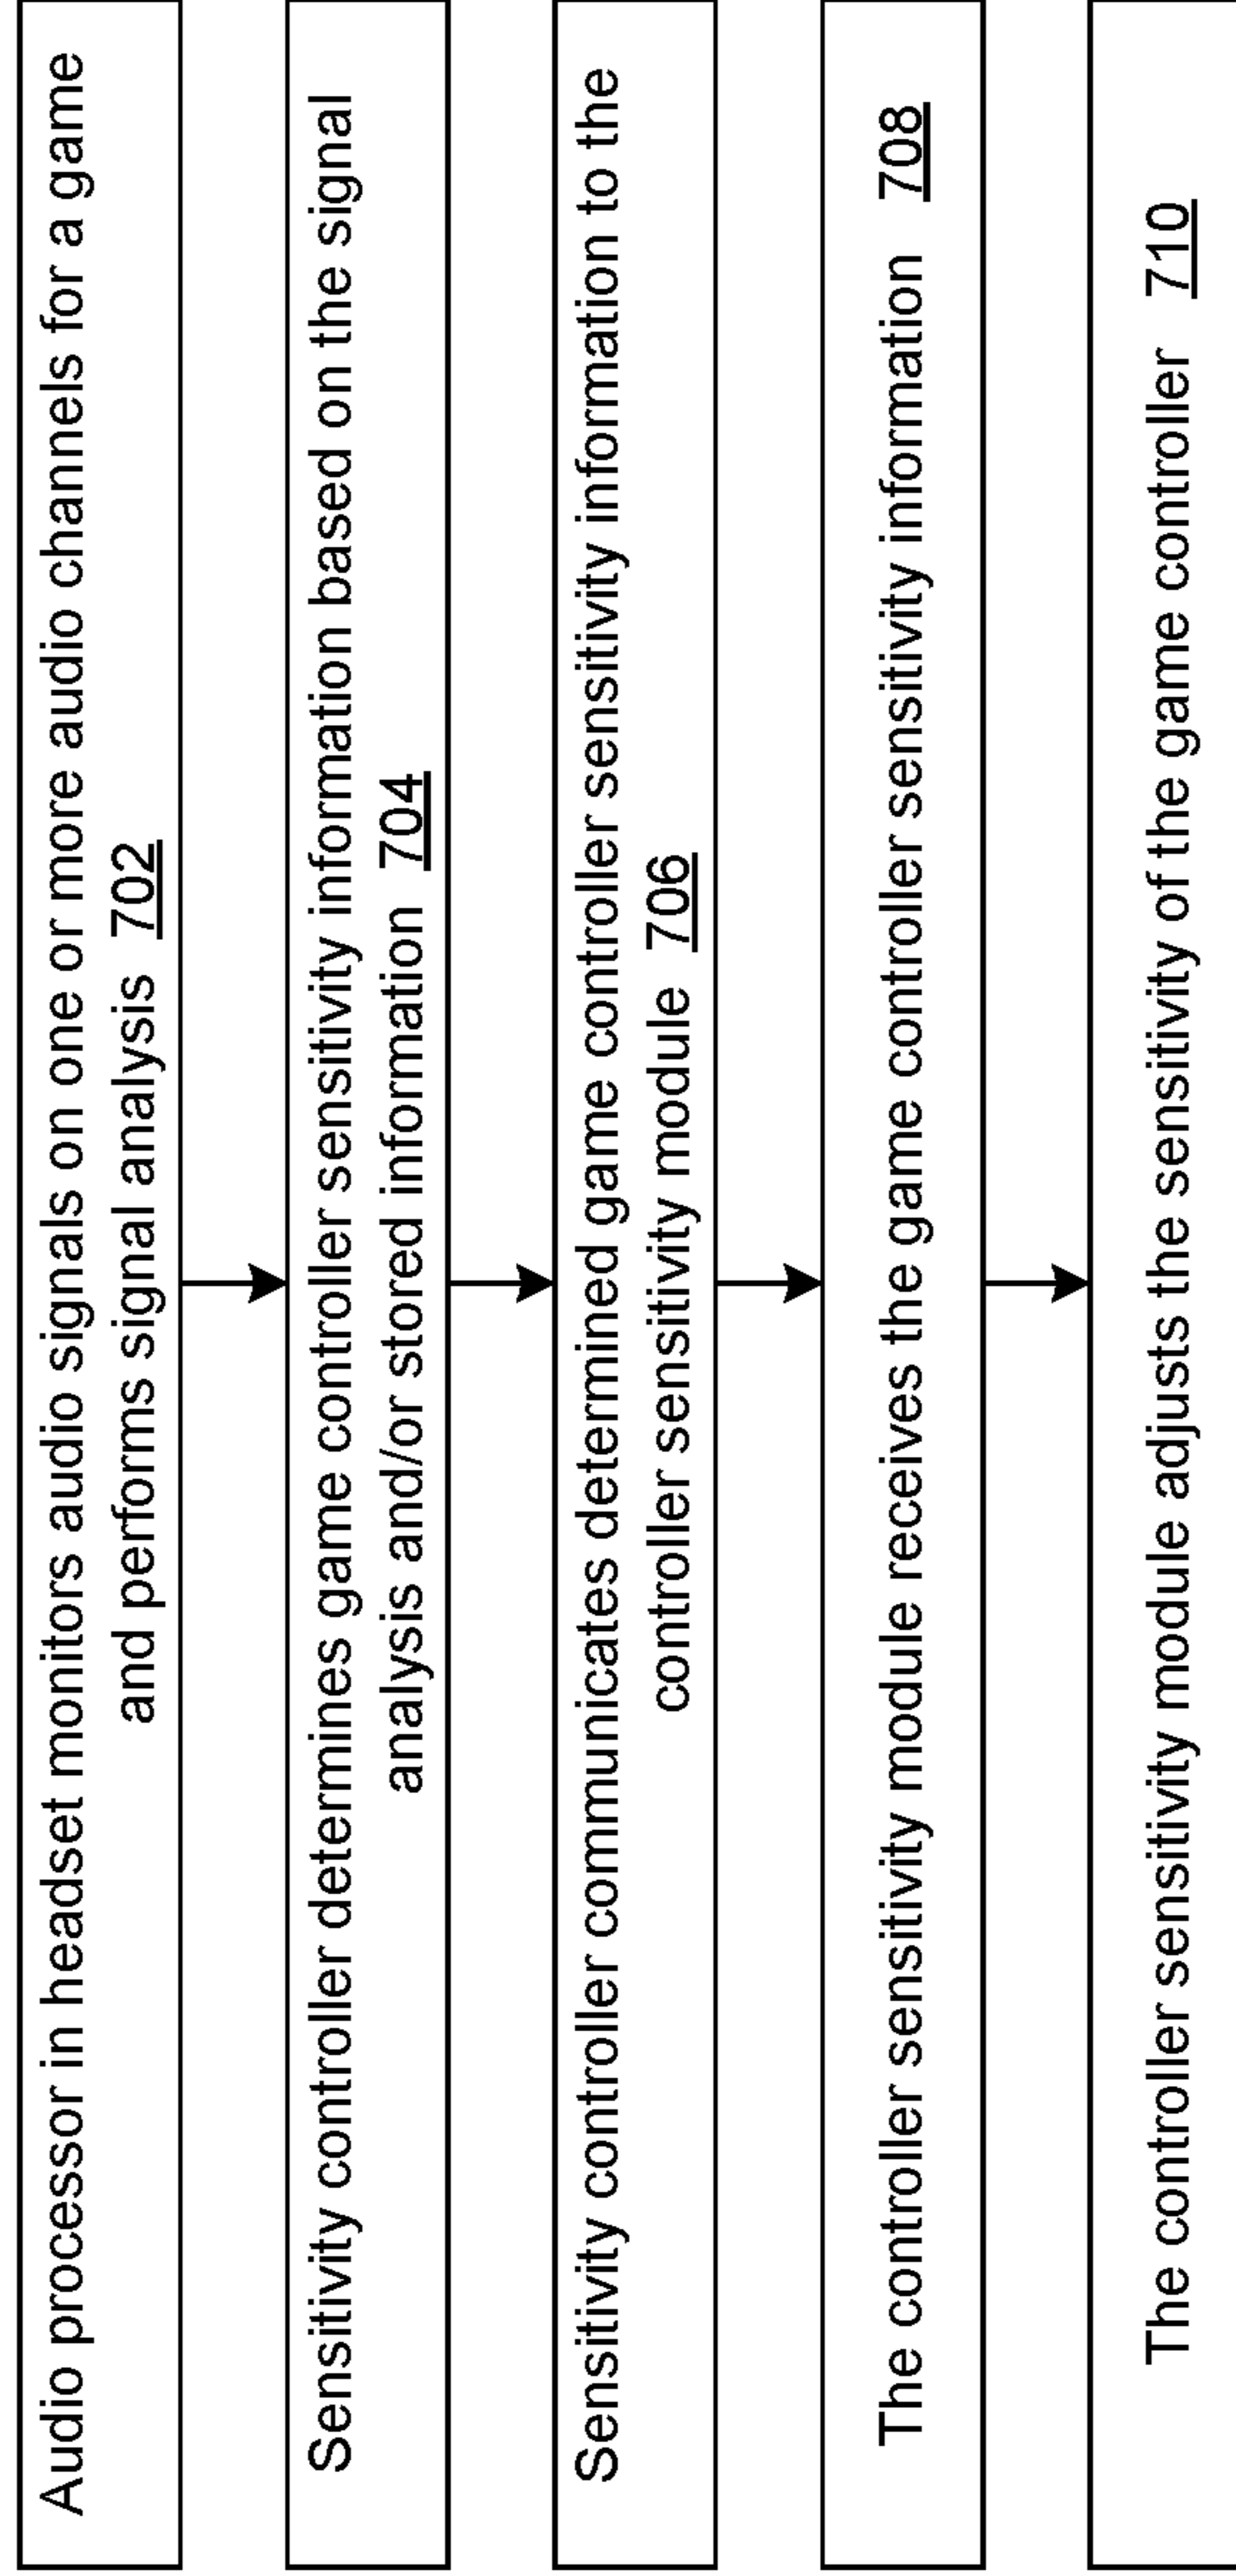 Audio processor in headset monitors audio signals on one or more audio channels for a game
and performs signal analysis 702
Sensitivity controller determines game controller sensitivity information based on the signal
analysis and/or stored information 704
Sensitivity controller communicates determined game controller sensitivity information to the
controller sensitivity module 706
The controller sensitivity module receives the game controller sensitivity information 708
The controller sensitivity module adjusts the sensitivity of the game controller 710